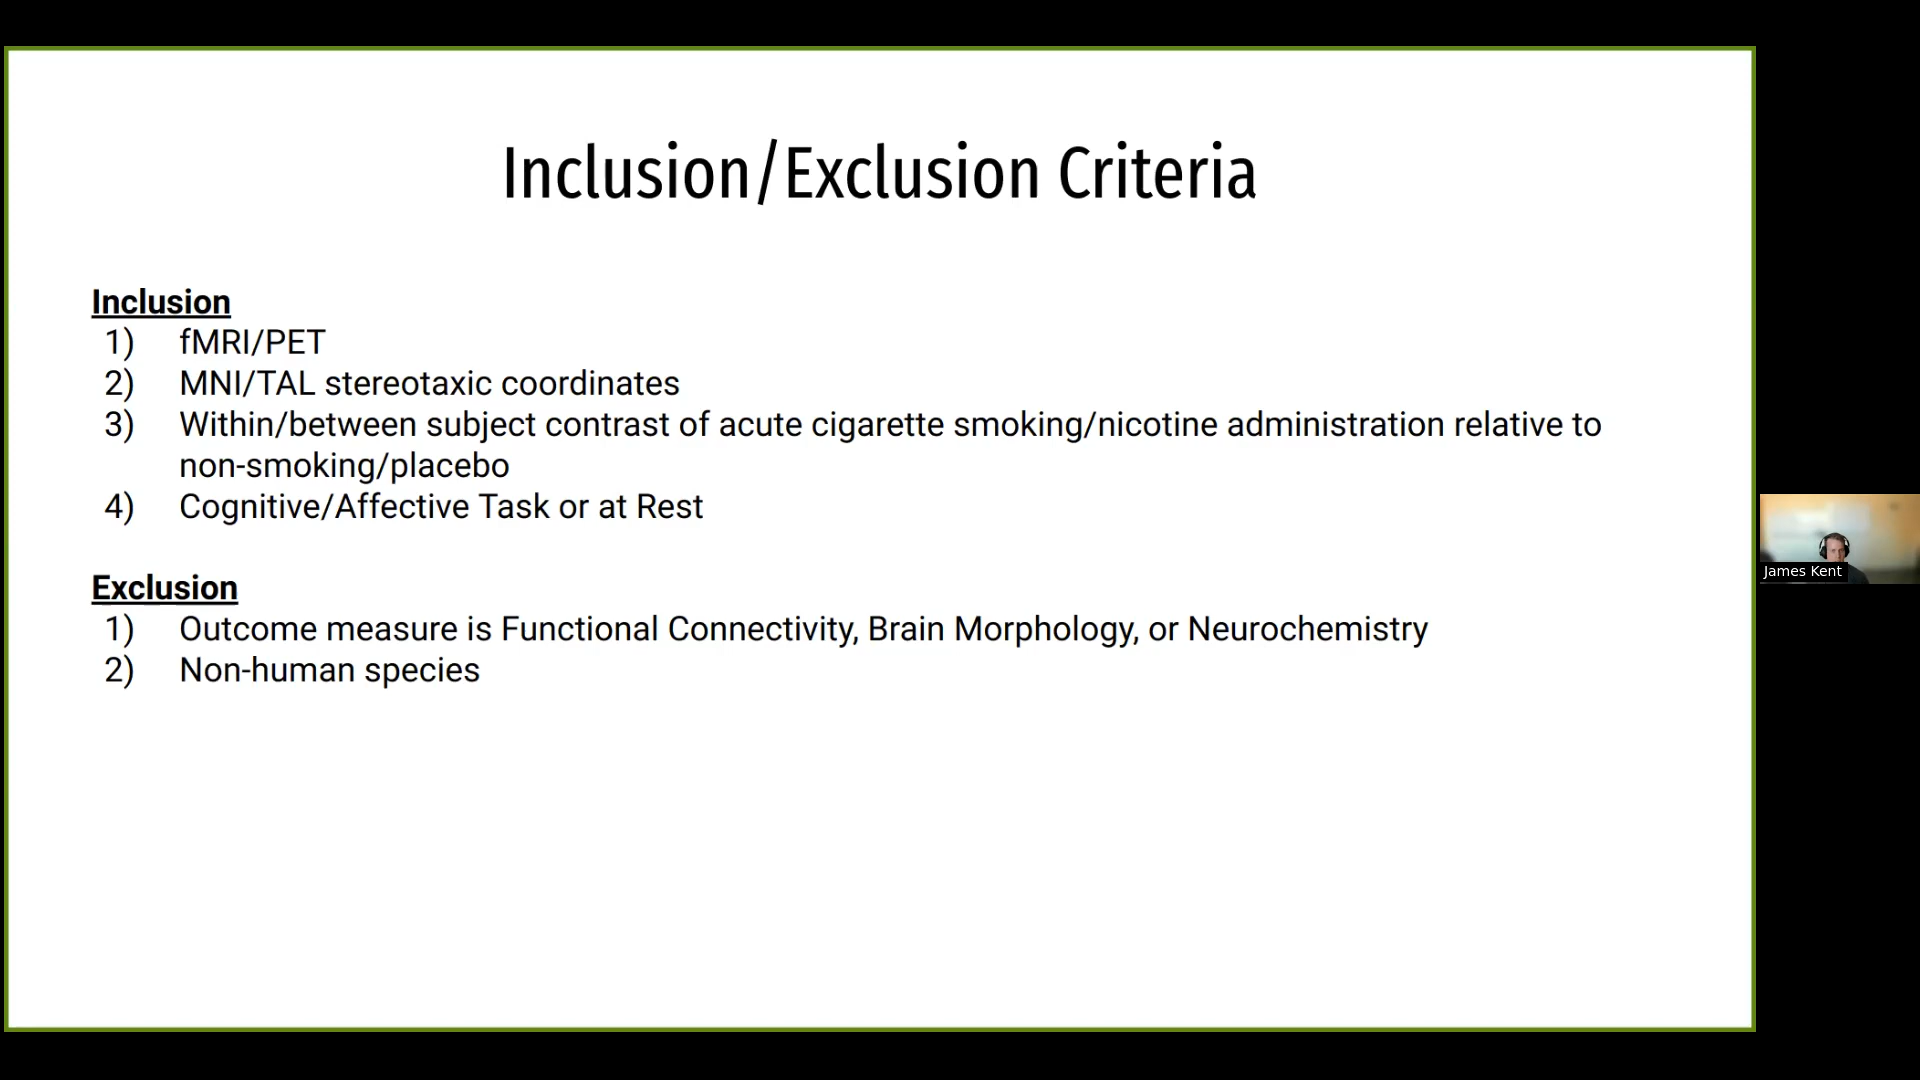 Inclusion/Exclusion Criteria
Inclusion
1) fMRI/PET
2) MNI/TAL stereotaxic coordinates
3) Within/between subject contrast of acute cigarette smoking/nicotine administration relative to
non-smoking/placebo
4) Cognitive/Affective Task or at Rest
Exclusion
1) Outcome measure is Functional Connectivity, Brain Morphology, or Neurochemistry
2) Non-human species
James Kent